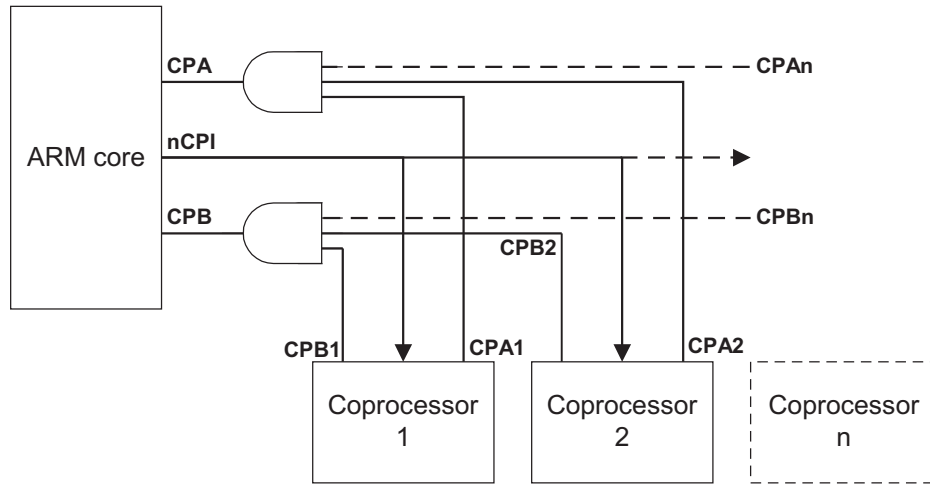 CPA
CPAn
ARM core
nCPI
CPB
CPBn
CPB2
CPB1
CPA1
CPA2
Coprocessor
1
Coprocessor
2
Coprocessor
n